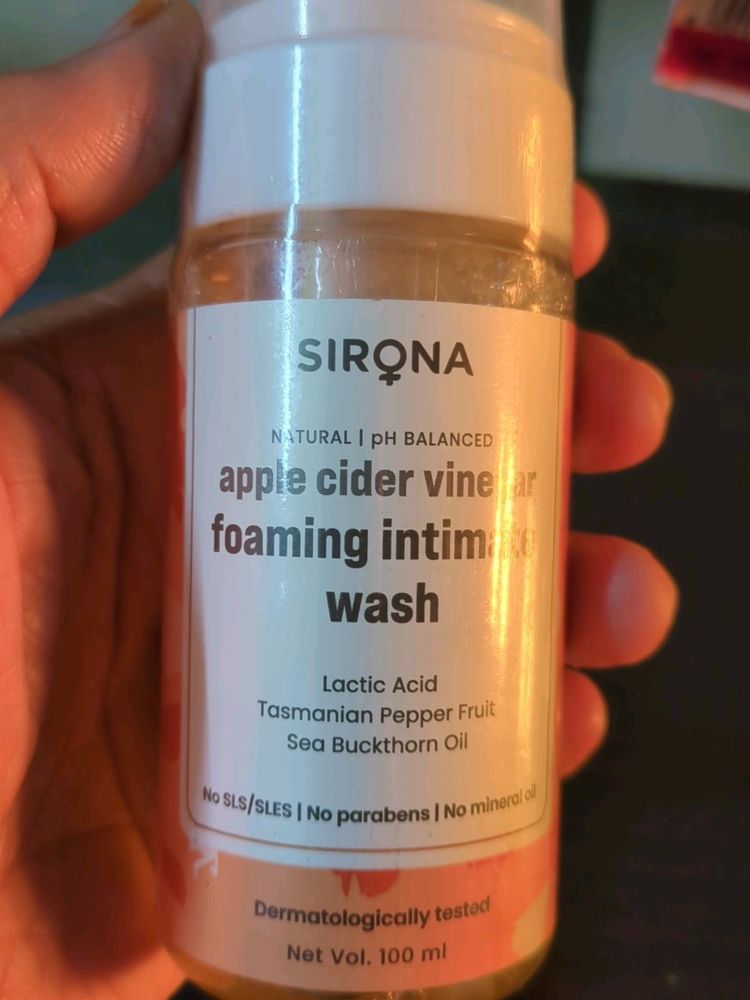 SIRONA
NATURAL | pH BALANCED
apple cider vinegar
foaming intimate
wash
Lactic Acid
Tasmanian Pepper Fruit
Sea Buckthorn Oil
No SLS/SLES | No parabens | No mineral oil
Dermatologically tested
Net Vol. 100 ml